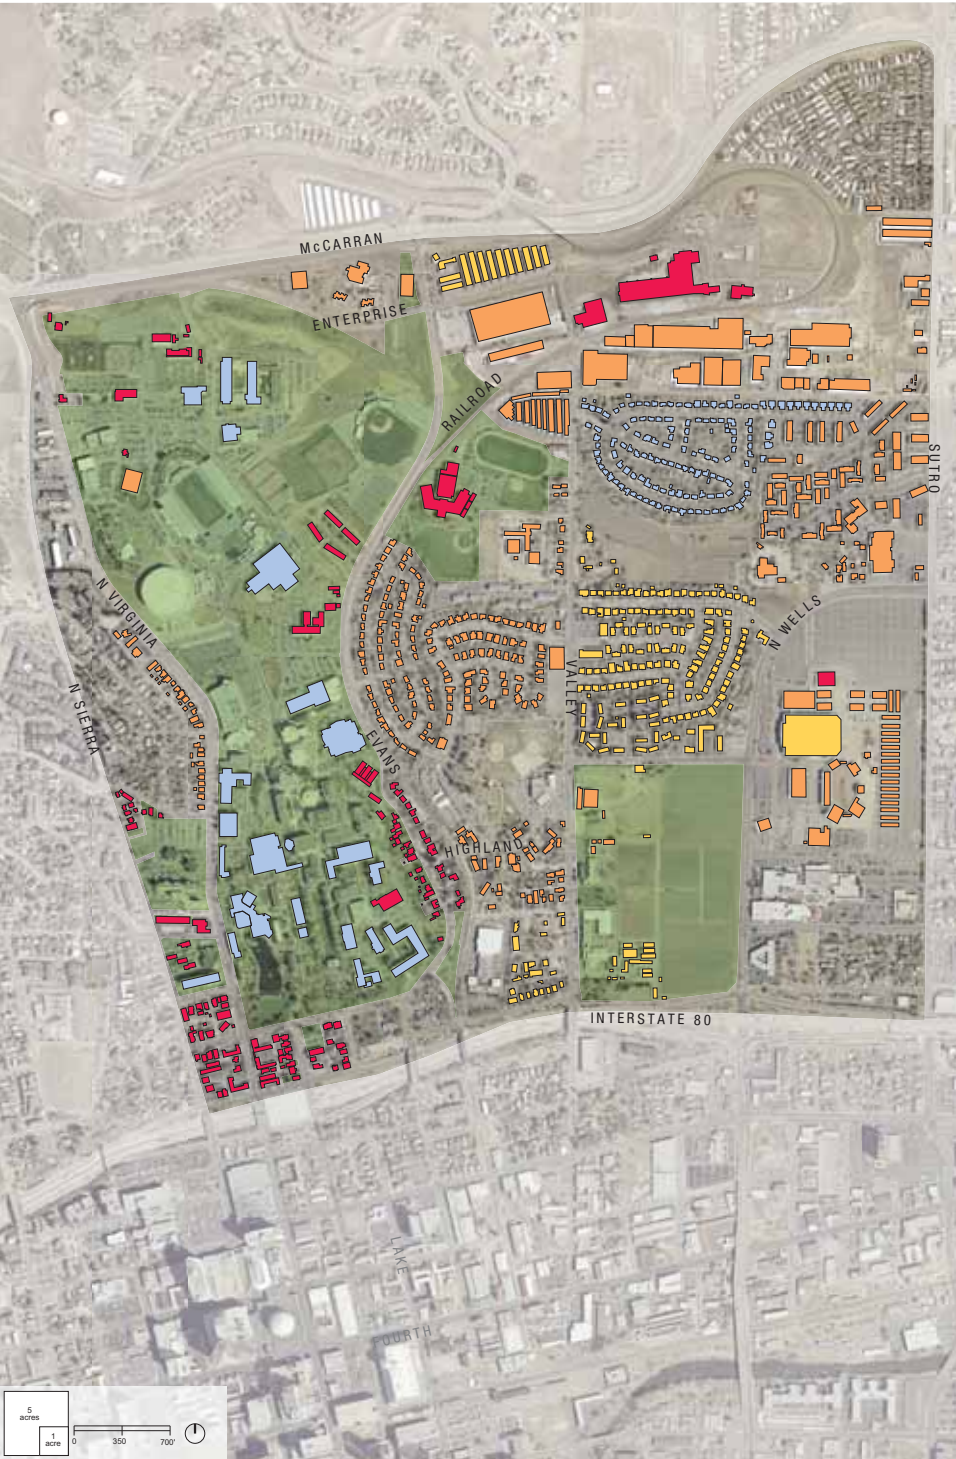 McCARRAN
ENTERPRISE
RAILROAD
SUTRO
N VIRGINIA
N WELLS
N SIERRA
VALLEY
EVANS
HIGHLAND
INTERSTATE 80
LAKE
FOURTH
5
acres
1
acre
0 350 700'